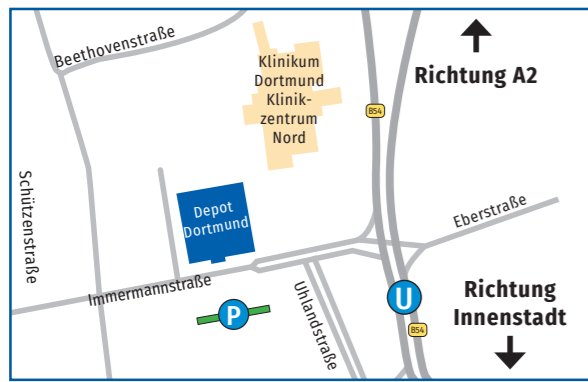 Beethovenstraße
Klinikum
Dortmund
Klinik-
zentrum
Nord
Richtung A2
B54
Schützenstraße
Depot
Dortmund
Eberstraße
Immermannstraße
Uhlandstraße
P
U
Richtung
Innenstadt
B54